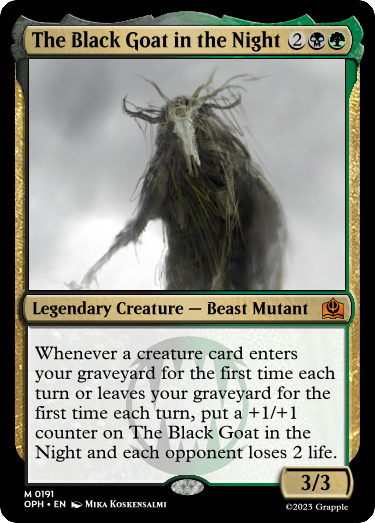 The Black Goat in the Night 2
Legendary Creature — Beast Mutant
Whenever a creature card enters
your graveyard for the first time each
turn or leaves your graveyard for the
first time each turn, put a +1/+1
counter on The Black Goat in the
Night and each opponent loses 2 life.
3/3
M 0191
OPH • EN Mika Koskensalmi
©2023 Grapple